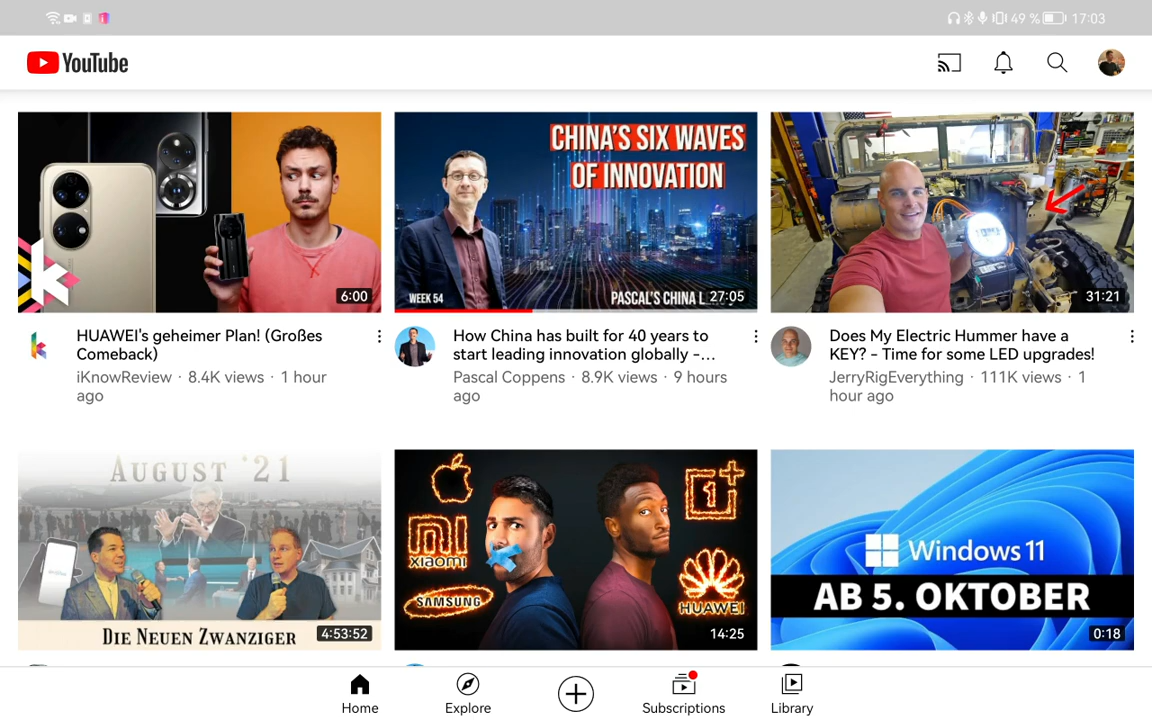 49 % 17:03
YouTube
CHINA'S SIX WAVES
OF INNOVATION
k
WEEK 54
PASCAL'S CHINA L
6:00
27:05
31:21
HUAWEI's geheimer Plan! (Großes
Comeback)
iKnowReview · 8.4K views · 1 hour
ago
How China has built for 40 years to
start leading innovation globally -...
Pascal Coppens · 8.9K views · 9 hours
ago
Does My Electric Hummer have a
KEY? - Time for some LED upgrades!
JerryRigEverything · 111K views · 1
hour ago
AUGUST '21
DIE NEUEN ZWANZIGER
4:53:52
XIAOMI
SAMSUNG
1+
HUAWEI
14:25
Windows 11
AB 5. OKTOBER
0:18
Home
Explore
Subscriptions
Library